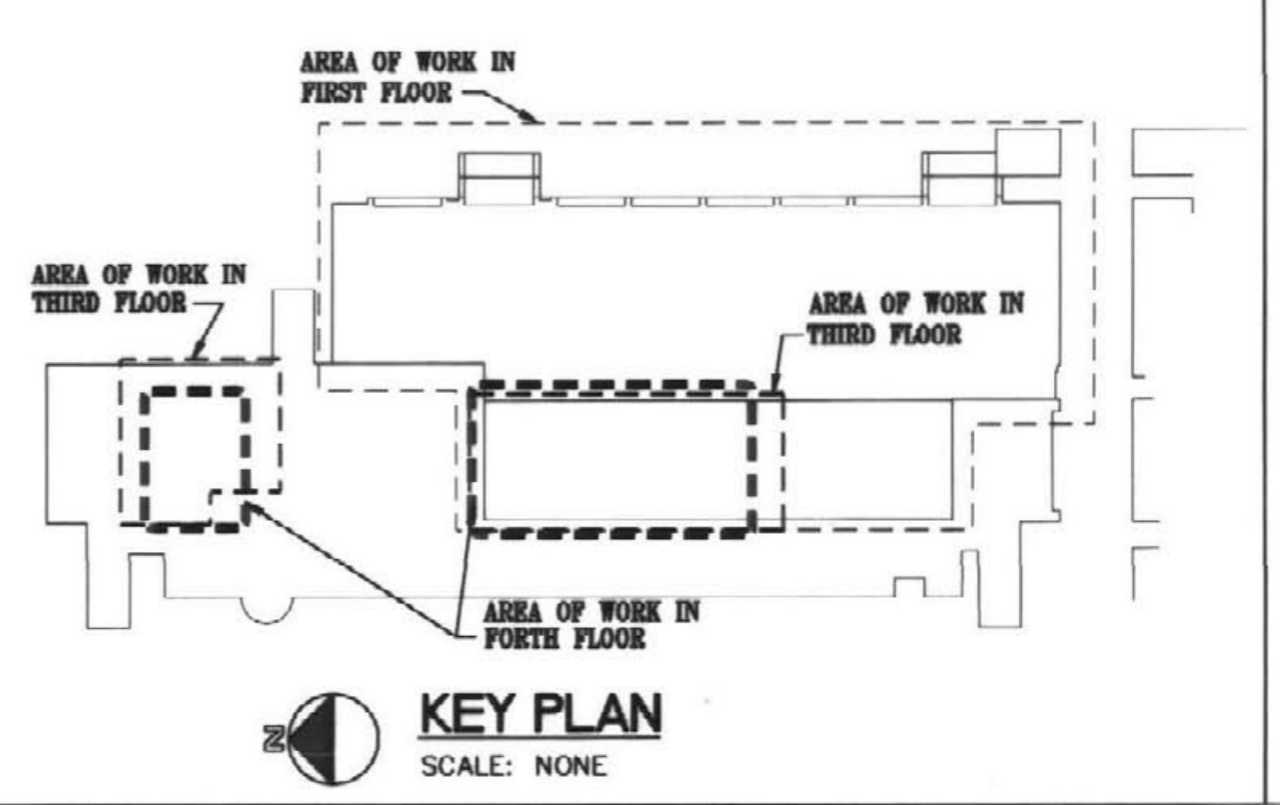 AREA OF WORK IN
FIRST FLOOR
AREA OF WORK IN
THIRD FLOOR
AREA OF WORK IN
THIRD FLOOR
AREA OF WORK IN
FORTH FLOOR
N
KEY PLAN
SCALE: NONE